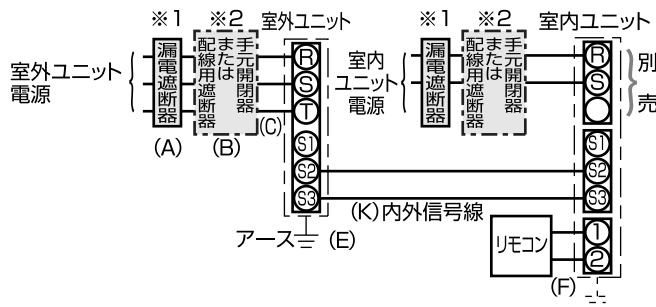 ※1 ※2 室外ユニット
室外ユニット
電源
漏電遮断器
手元開閉器
または
配線用遮断器
R
S
T
S1
S2
S3
(A)
(B)
(C)
アース
(E)
※1 ※2 室内ユニット
室内
ユニット
電源
漏電遮断器
手元開閉器
または
配線用遮断器
R
S
別
売
S1
S2
S3
(K)内外信号線
リモコン
1
2
(F)